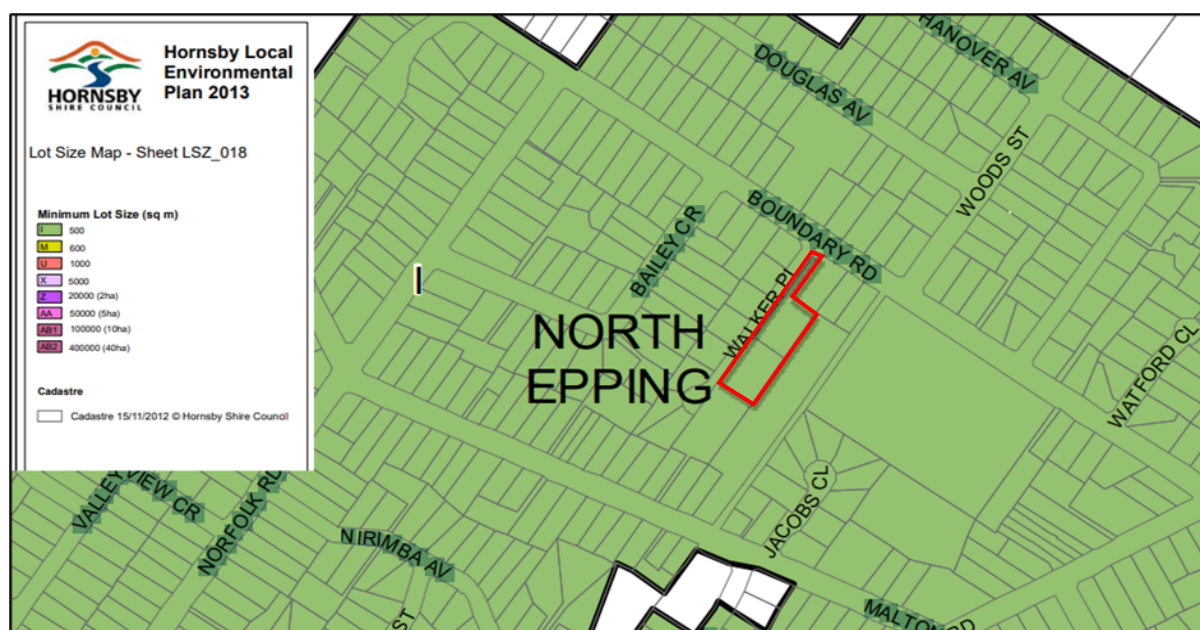 Hornsby Local
Environmental
Plan 2013
HORNSBY
SHIRE COUNCIL
Lot Size Map - Sheet LSZ_018
Minimum Lot Size (sq m)
I 500
M 600
U 1000
X 5000
Z 20000 (2ha)
AA 50000 (5ha)
AB1 100000 (10ha)
AB2 400000 (40ha)
Cadastre
Cadastre 15/11/2012 © Hornsby Shire Council
HANOVER AV
DOUGLAS AV
WOODS ST
BOUNDARY RD
BAILEY CR
I
WALKER PL
NORTH
EPPING
WATFORD CL
VALLEY VIEW CR
NORFOLK RD
JACOBS CL
NIRIMBA AV
ST
MALTON RD